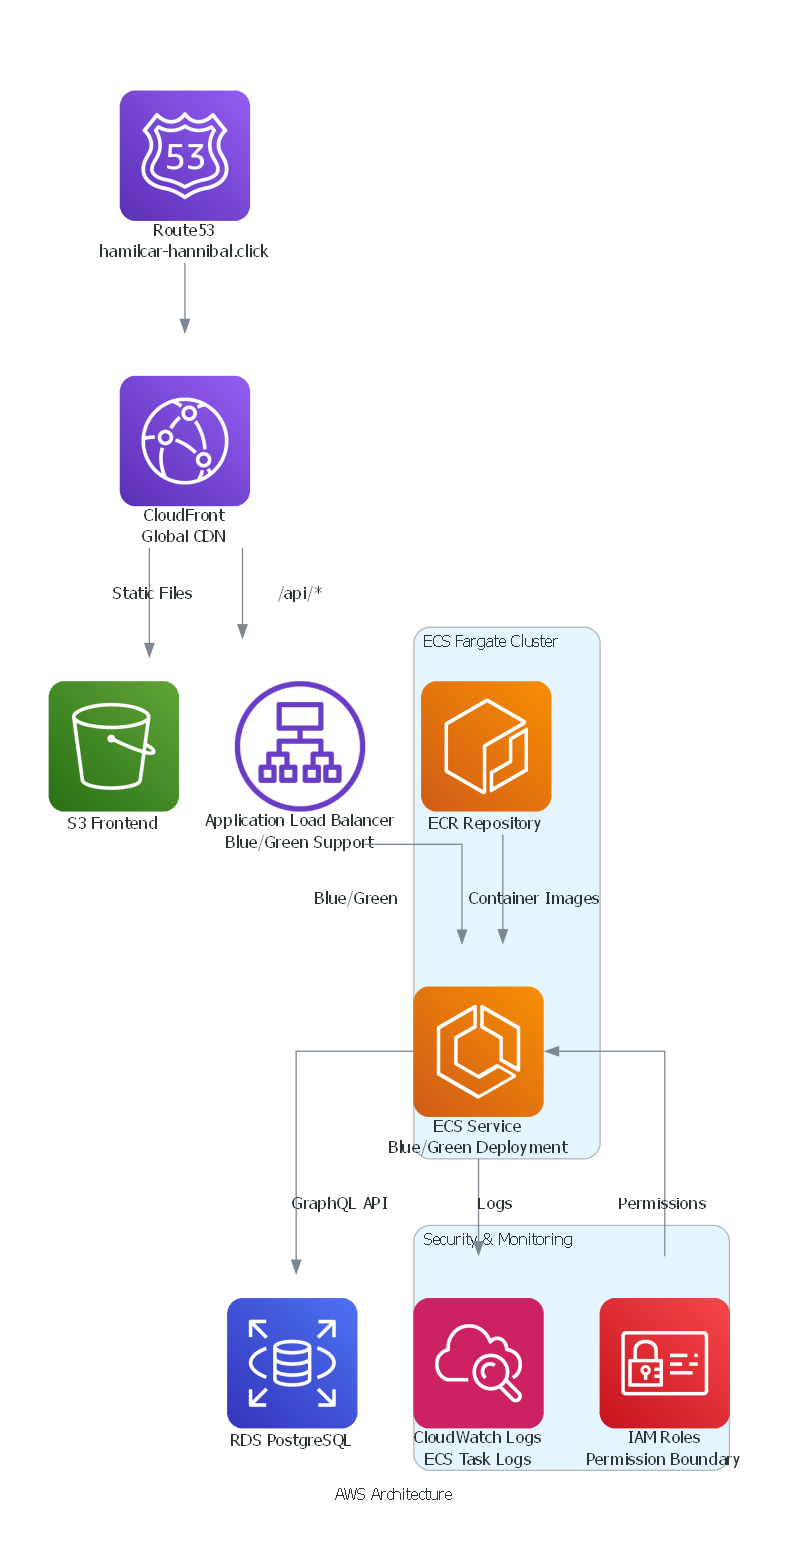 53
Route53
hamilcar-hannibal.click
CloudFront
Global CDN
Static Files
/api/*
ECS Fargate Cluster
S3 Frontend
Application Load Balancer
Blue/Green Support
ECR Repository
Blue/Green
Container Images
ECS Service
Blue/Green Deployment
GraphQL API
Logs
Permissions
Security & Monitoring
RDS PostgreSQL
CloudWatch Logs
ECS Task Logs
IAM Roles
Permission Boundary
AWS Architecture